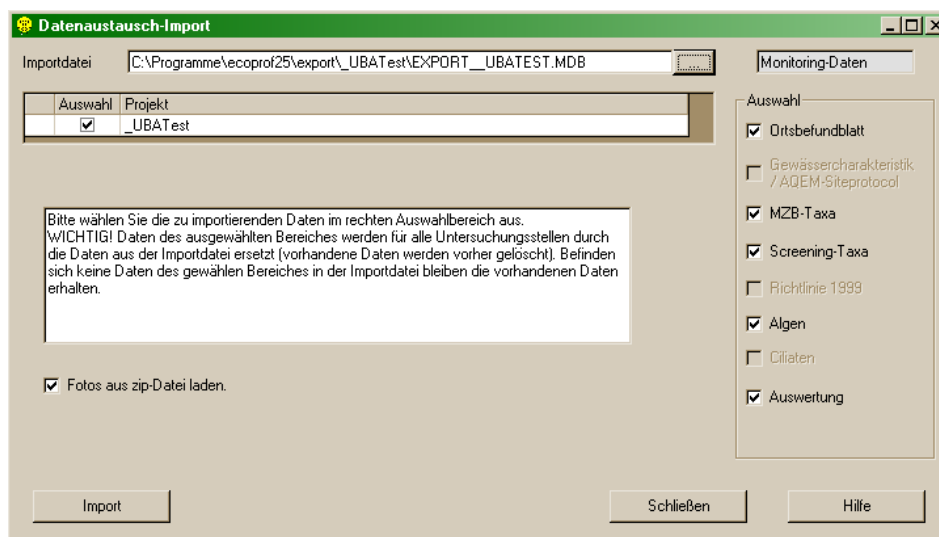 Datenaustausch-Import
Importdatei
C:\Programme\ecoprof25\export\_UBATest\EXPORT__UBATEST.MDB
...
Monitoring-Daten
Auswahl Projekt
_UBATest
Bitte wählen Sie die zu importierenden Daten im rechten Auswahlbereich aus.
WICHTIG! Daten des ausgewählten Bereiches werden für alle Untersuchungsstellen durch
die Daten aus der Importdatei ersetzt (vorhandene Daten werden vorher gelöscht). Befinden
sich keine Daten des gewählen Bereiches in der Importdatei bleiben die vorhandenen Daten
erhalten.
Fotos aus zip-Datei laden.
Auswahl
Ortsbefundblatt
Gewässercharakteristik
/ AQEM-Siteprotocol
MZB-Taxa
Screening-Taxa
Richtlinie 1999
Algen
Ciliaten
Auswertung
Import
Schließen
Hilfe